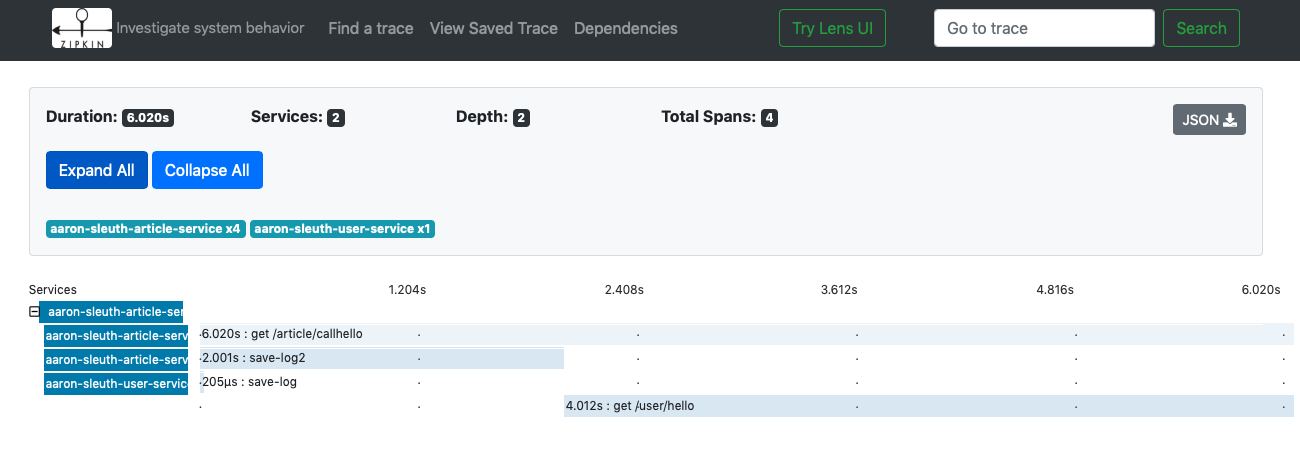 ZIPKIN Investigate system behavior Find a trace View Saved Trace Dependencies Try Lens UI Go to trace Search
Duration: 6.020s Services: 2 Depth: 2 Total Spans: 4 JSON
Expand All Collapse All
aaron-sleuth-article-service x4 aaron-sleuth-user-service x1
Services 1.204s 2.408s 3.612s 4.816s 6.020s
aaron-sleuth-article-ser
aaron-sleuth-article-serv 6.020s : get /article/callhello
aaron-sleuth-article-serv 2.001s : save-log2
aaron-sleuth-user-service 205µs : save-log
4.012s : get /user/hello